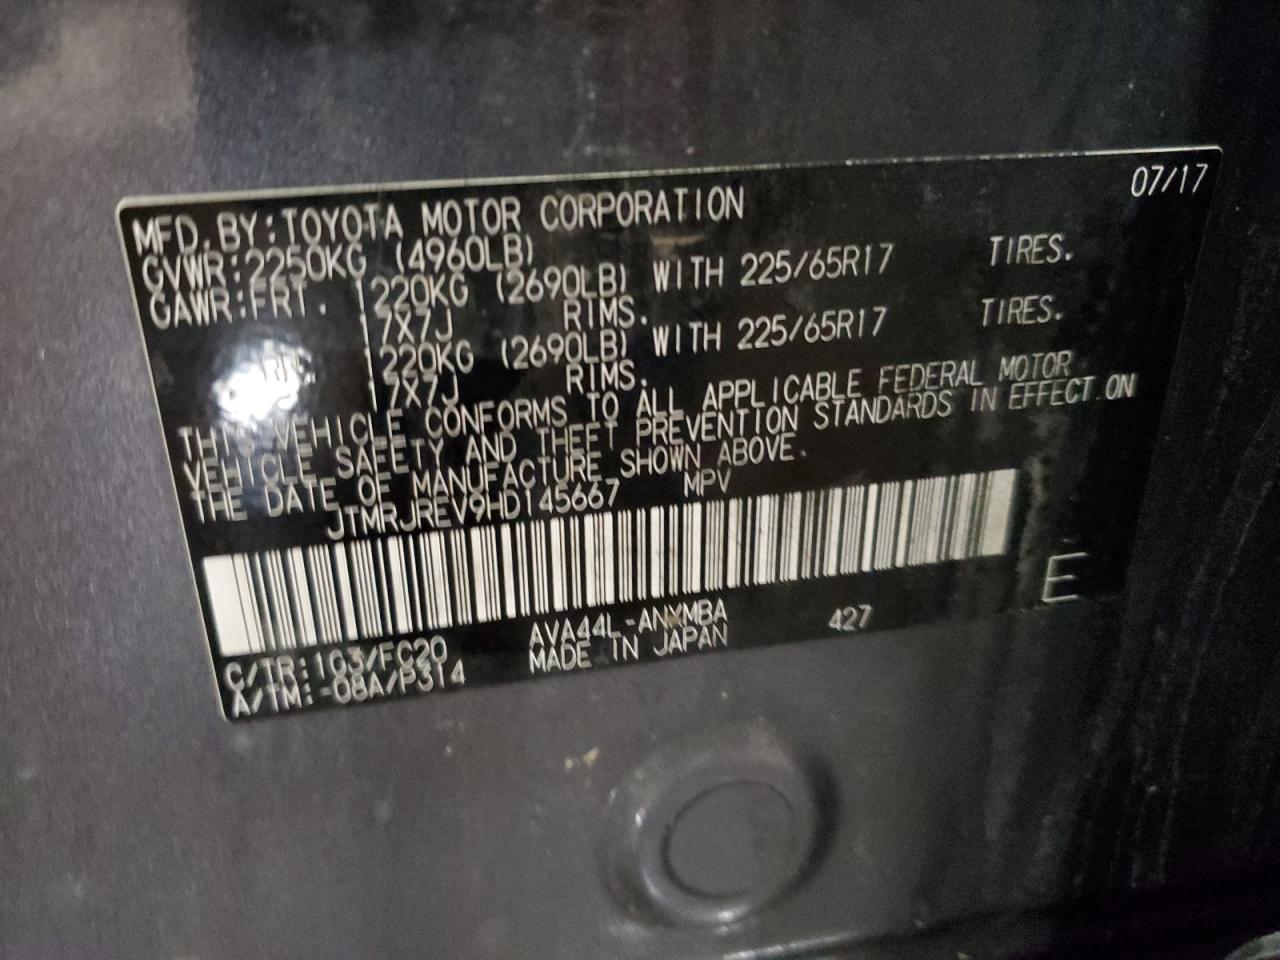 07/17
MFD.BY:TOYOTA MOTOR CORPORATION
GVWR:2250KG (4960LB)
GAWR:FRT. 1220KG (2690LB) WITH 225/65R17 TIRES.
17X7J RIMS.
1220KG (2690LB) WITH 225/65R17 TIRES.
17X7J RIMS.
THIS VEHICLE CONFORMS TO ALL APPLICABLE FEDERAL MOTOR
VEHICLE SAFETY AND THEFT PREVENTION STANDARDS IN EFFECT ON
THE DATE OF MANUFACTURE SHOWN ABOVE.
JTMRJREV9HD145667 MPV
E
C/TR:1G3/FC20 AVA44L-ANXMBA 427
A/TM:-08A/P314 MADE IN JAPAN